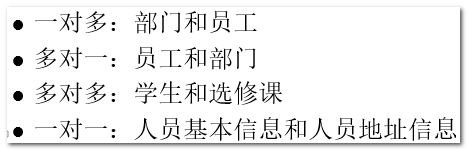 ● 一对多：部门和员工
● 多对一：员工和部门
● 多对多：学生和选修课
● 一对一：人员基本信息和人员地址信息